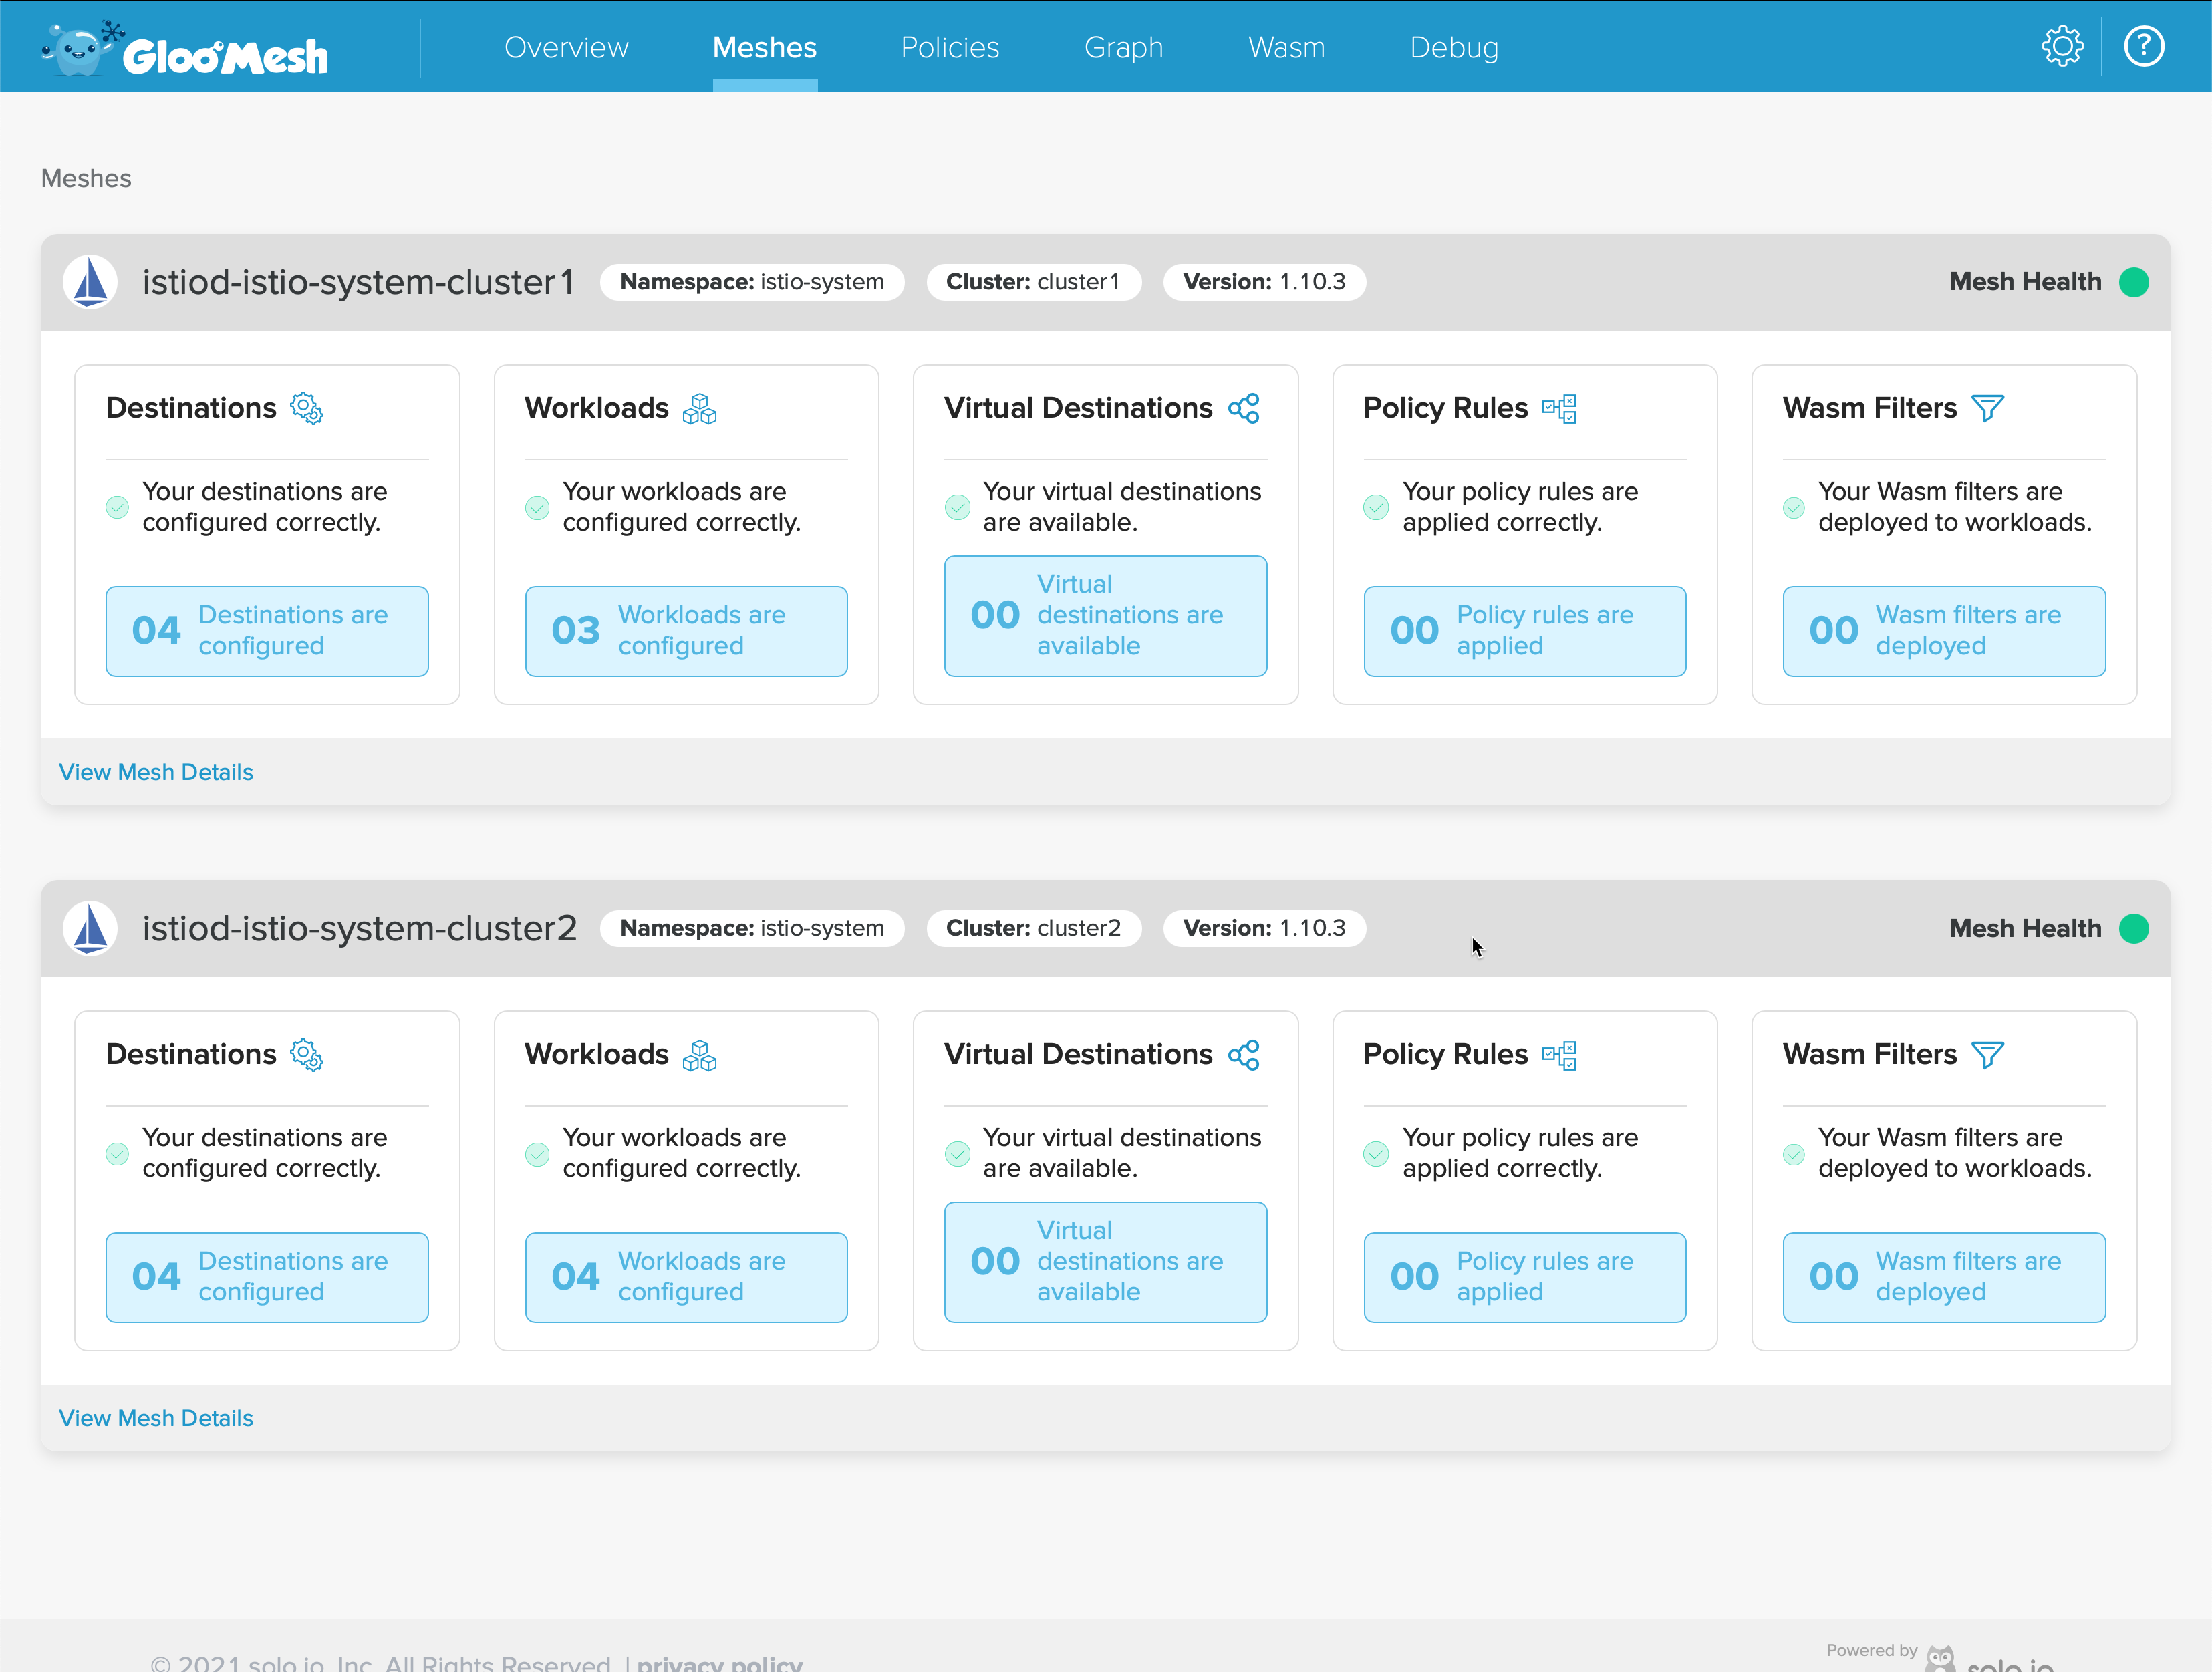 Gloo Mesh
Overview Meshes Policies Graph Wasm Debug
?
Meshes
istiod-istio-system-cluster1 Namespace: istio-system Cluster: cluster1 Version: 1.10.3 Mesh Health
Destinations
Your destinations are
configured correctly.
04 Destinations are
configured
Workloads
Your workloads are
configured correctly.
03 Workloads are
configured
Virtual Destinations
Your virtual destinations
are available.
00 Virtual
destinations are
available
Policy Rules
Your policy rules are
applied correctly.
00 Policy rules are
applied
Wasm Filters
Your Wasm filters are
deployed to workloads.
00 Wasm filters are
deployed
View Mesh Details
istiod-istio-system-cluster2 Namespace: istio-system Cluster: cluster2 Version: 1.10.3 Mesh Health
Destinations
Your destinations are
configured correctly.
04 Destinations are
configured
Workloads
Your workloads are
configured correctly.
04 Workloads are
configured
Virtual Destinations
Your virtual destinations
are available.
00 Virtual
destinations are
available
Policy Rules
Your policy rules are
applied correctly.
00 Policy rules are
applied
Wasm Filters
Your Wasm filters are
deployed to workloads.
00 Wasm filters are
deployed
View Mesh Details
© 2021 solo.io, Inc. All Rights Reserved. | privacy policy
Powered by
solo.io